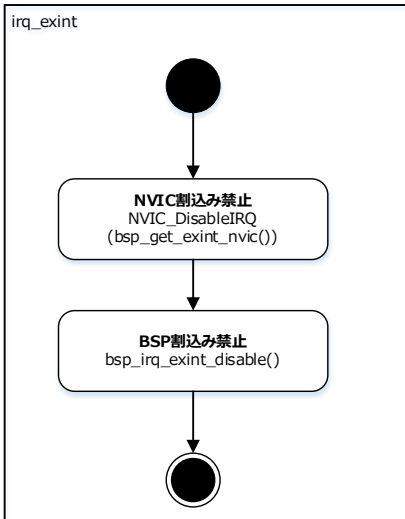 irq_exint
NVIC割込み禁止
NVIC_DisableIRQ
(bsp_get_exint_nvic())
BSP割込み禁止
bsp_irq_exint_disable()